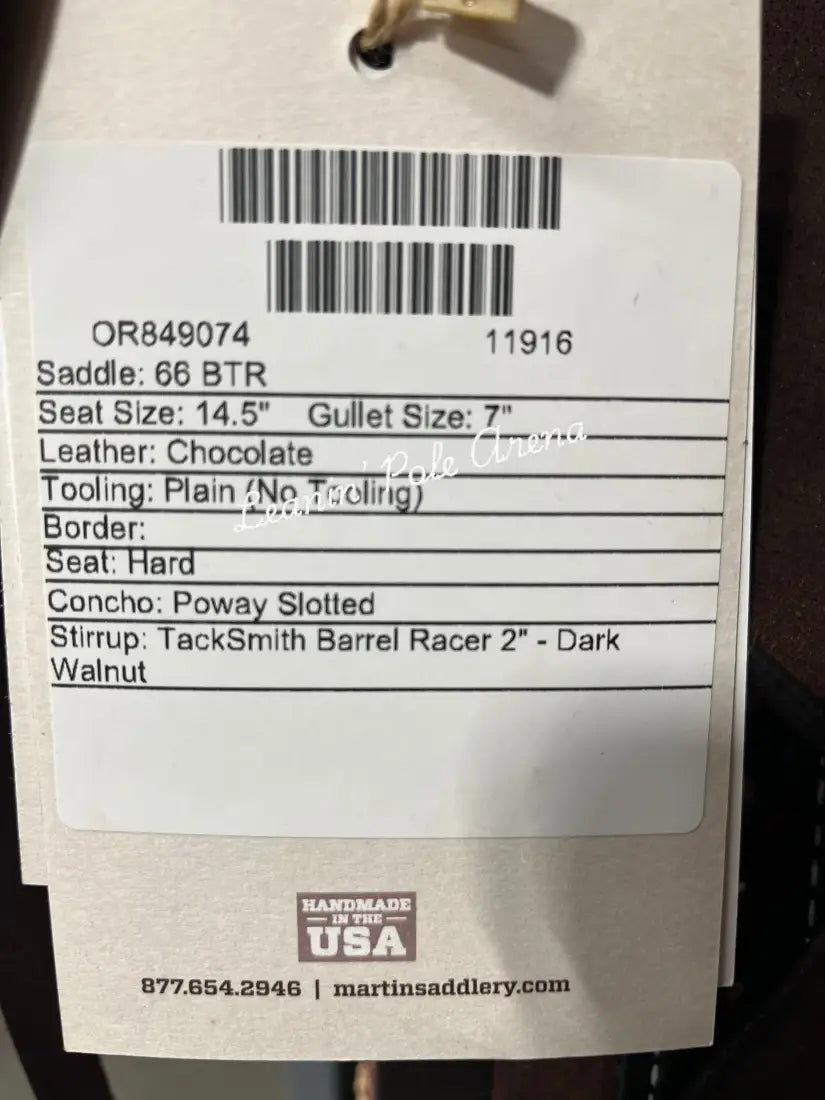 OR849074 11916
Saddle: 66 BTR
Seat Size: 14.5" Gullet Size: 7"
Leather: Chocolate
Tooling: Plain (No Tooling)
Leanin' Pole Arena
Border:
Seat: Hard
Concho: Poway Slotted
Stirrup: TackSmith Barrel Racer 2" - Dark
Walnut
HANDMADE
IN THE
USA
877.654.2946 | martinsaddlery.com